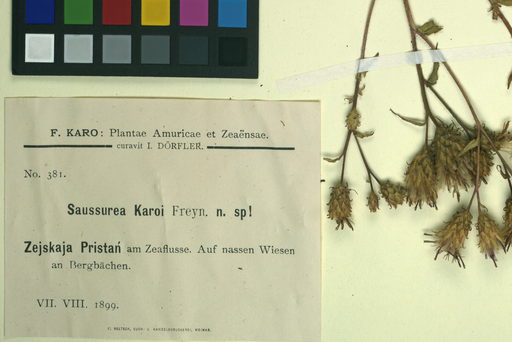 F. KARO: Plantae Amuricae et Zeaënsae.
curavit I. DÖRFLER.
No. 381.
Saussurea Karoi Freyn. n. sp!
Zejskaja Pristań am Zeaflusse. Auf nassen Wiesen
an Bergbächen.
VII. VIII. 1899.